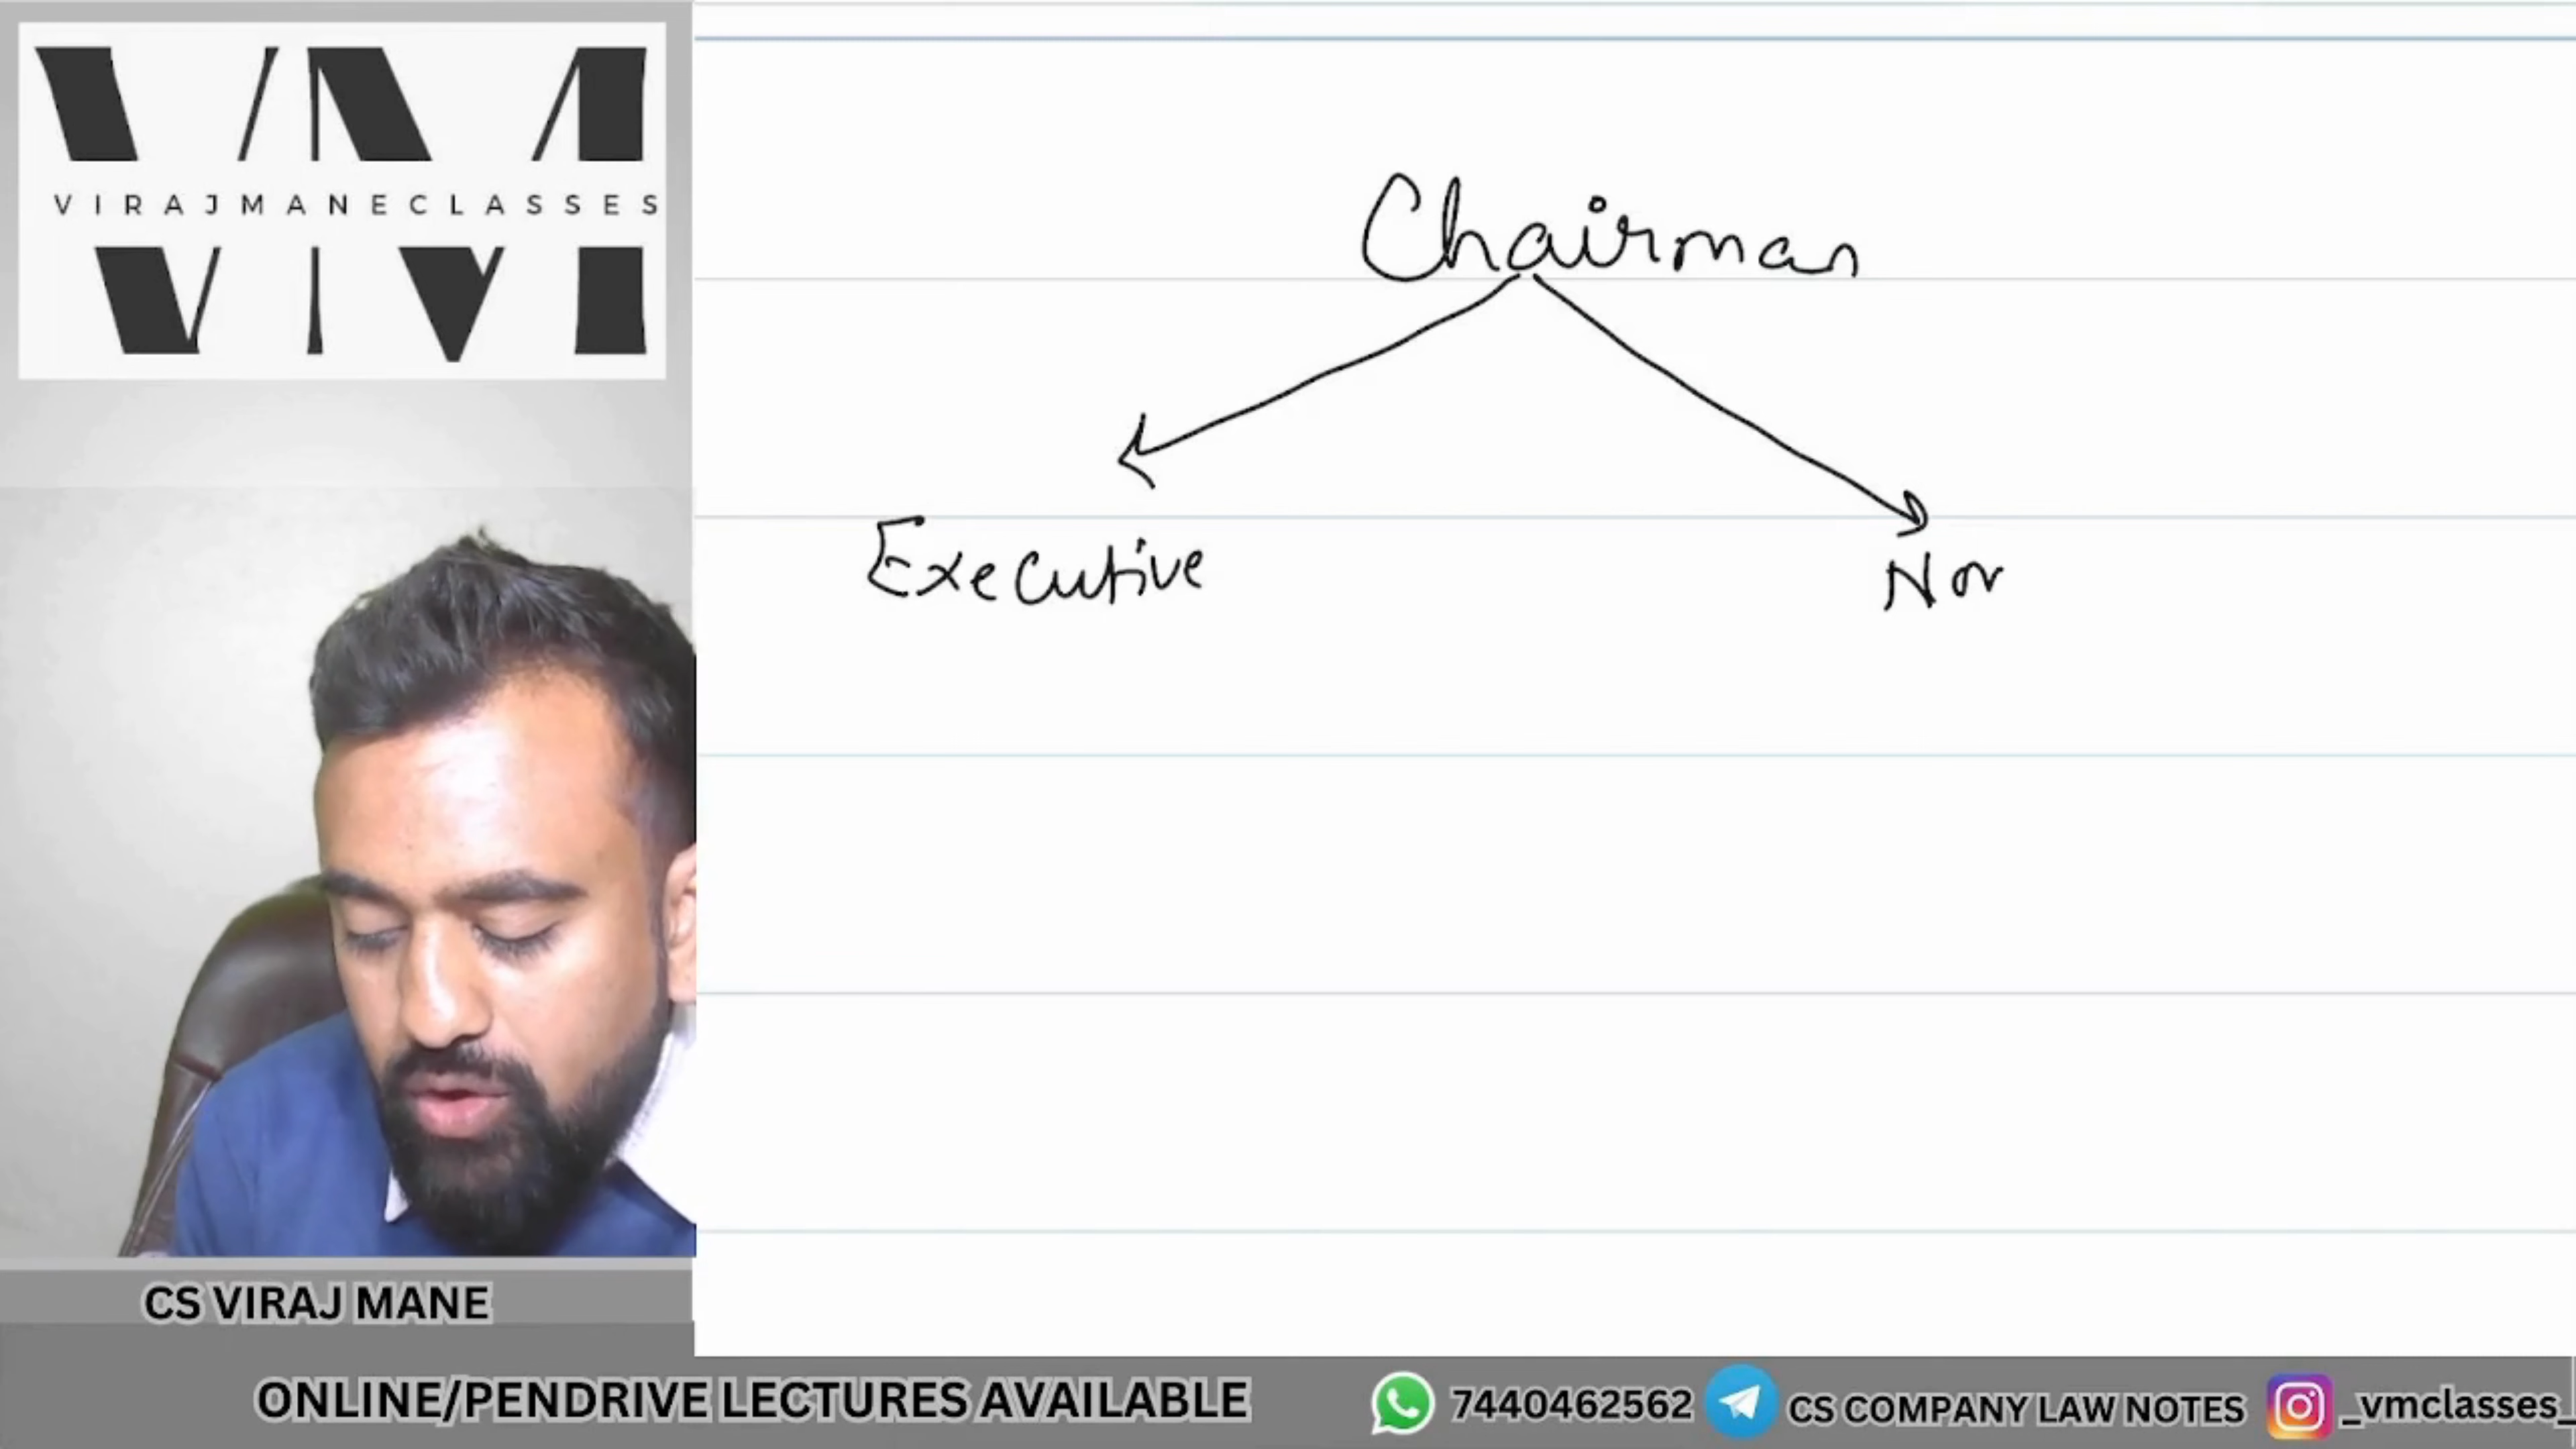 VIRAJMANECLASSES
Chairman
Executive
Non
CS VIRAJ MANE
ONLINE/PENDRIVE LECTURES AVAILABLE
7440462562
CS COMPANY LAW NOTES
_vmclasses_